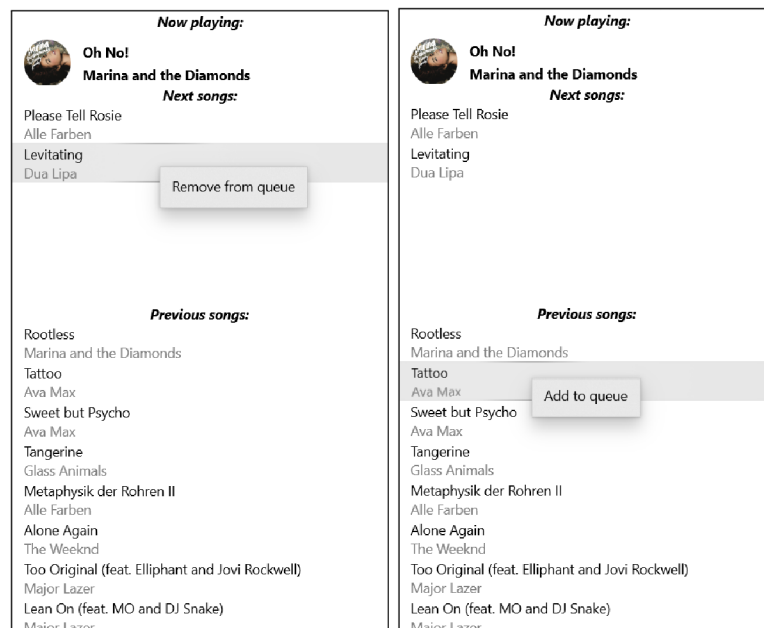 Now playing:
Oh No!
Marina and the Diamonds
Next songs:
Please Tell Rosie
Alle Farben
Levitating
Dua Lipa
Remove from queue
Previous songs:
Rootless
Marina and the Diamonds
Tattoo
Ava Max
Sweet but Psycho
Ava Max
Tangerine
Glass Animals
Metaphysik der Rohren II
Alle Farben
Alone Again
The Weeknd
Too Original (feat. Elliphant and Jovi Rockwell)
Major Lazer
Lean On (feat. MO and DJ Snake)
Major Lazer
Now playing:
Oh No!
Marina and the Diamonds
Next songs:
Please Tell Rosie
Alle Farben
Levitating
Dua Lipa
Previous songs:
Rootless
Marina and the Diamonds
Tattoo
Ava Max
Add to queue
Sweet but Psycho
Ava Max
Tangerine
Glass Animals
Metaphysik der Rohren II
Alle Farben
Alone Again
The Weeknd
Too Original (feat. Elliphant and Jovi Rockwell)
Major Lazer
Lean On (feat. MO and DJ Snake)
Major Lazer